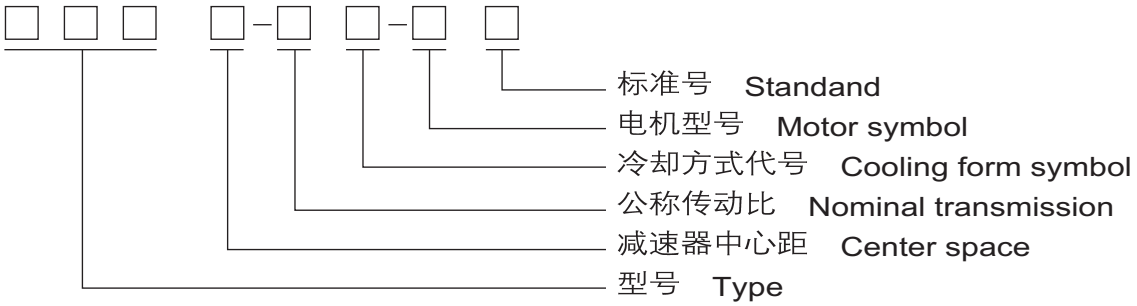 □ □ □ □-□ □-□ □
标准号 Standand
电机型号 Motor symbol
冷却方式代号 Cooling form symbol
公称传动比 Nominal transmission
减速器中心距 Center space
型号 Type